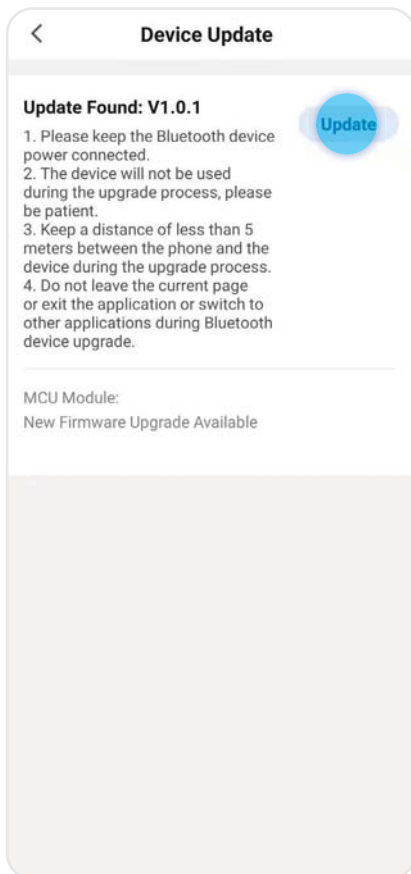 Device Update
Update Found: V1.0.1
Update
1. Please keep the Bluetooth device
power connected.
2. The device will not be used
during the upgrade process, please
be patient.
3. Keep a distance of less than 5
meters between the phone and the
device during the upgrade process.
4. Do not leave the current page
or exit the application or switch to
other applications during Bluetooth
device upgrade.
MCU Module:
New Firmware Upgrade Available